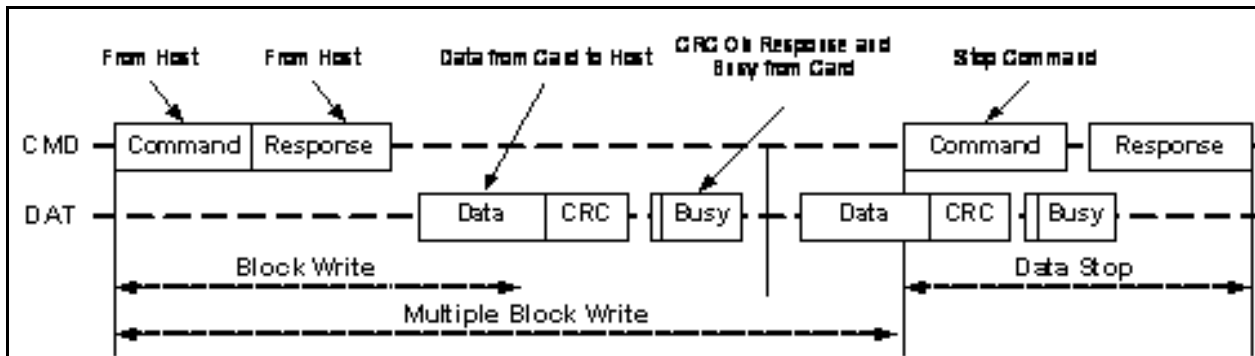 CRC Ok Response and
From Host From Host Data from Card to Host Busy from Card Stop Command
CMD Command Response Command Response
DAT Data CRC Busy Data CRC Busy
Block Write Data Stop
Multiple Block Write